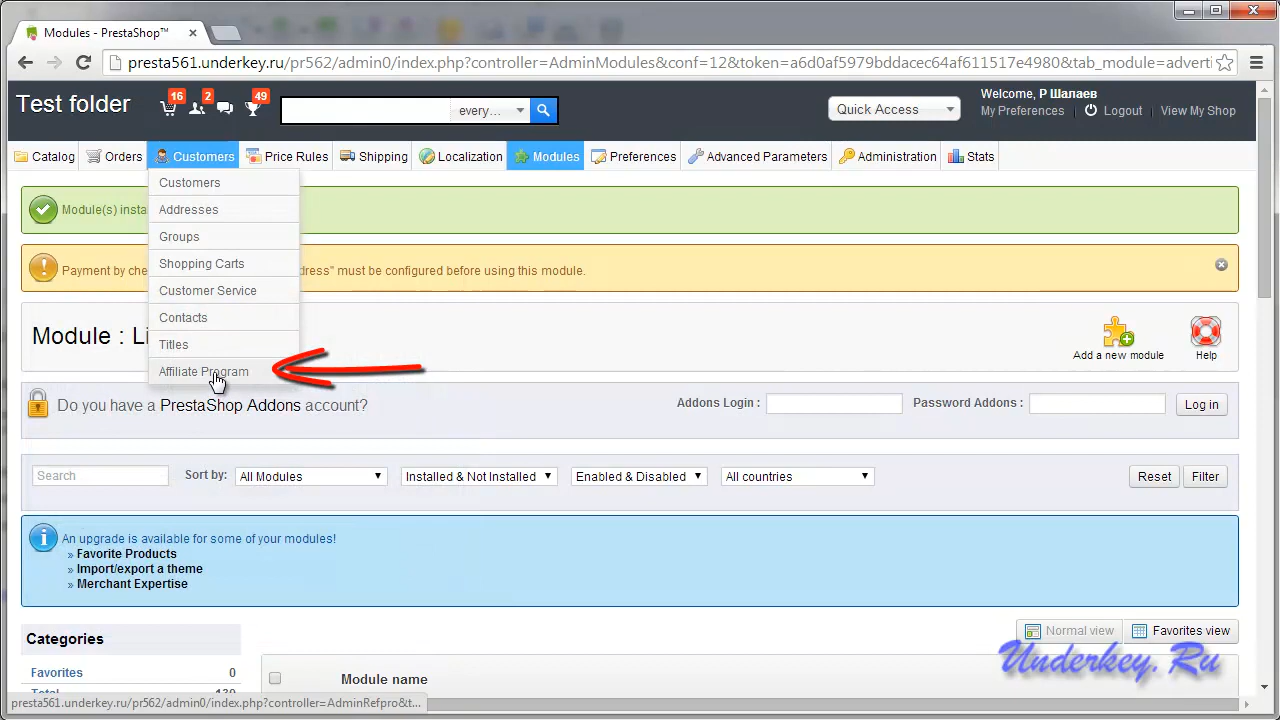 Modules - PrestaShop™
presta561.underkey.ru/pr562/admin0/index.php?controller=AdminModules&conf=12&token=a6d0af5979bddacec64af611517e4980&tab_module=adverti
Test folder 16 2 49 every... Quick Access Welcome, Р Шалаев
My Preferences Logout View My Shop
Catalog Orders Customers Price Rules Shipping Localization Modules Preferences Advanced Parameters Administration Stats
Customers
Addresses
Module(s) insta
Groups
Shopping Carts
Payment by che dress" must be configured before using this module.
Customer Service
Contacts
Module : Li
Titles
Add a new module Help
Affiliate Program
Do you have a PrestaShop Addons account? Addons Login : Password Addons : Log in
Search Sort by: All Modules Installed & Not Installed Enabled & Disabled All countries Reset Filter
An upgrade is available for some of your modules!
» Favorite Products
» Import/export a theme
» Merchant Expertise
Normal view Favorites view
Categories
Underkey.Ru
Favorites 0
Module name
presta561.underkey.ru/pr562/admin0/index.php?controller=AdminRefpro&t...